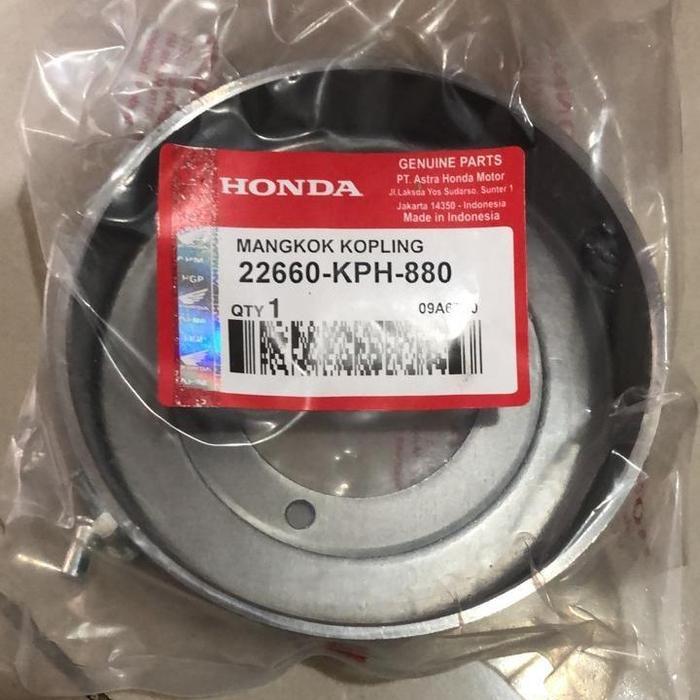 HONDA
GENUINE PARTS
PT. Astra Honda Motor
Jl.Laksda Yos Sudarso. Sunter 1
Jakarta 14350 - Indonesia
Made in Indonesia
MANGKOK KOPLING
22660-KPH-880
QTY 1
HGP